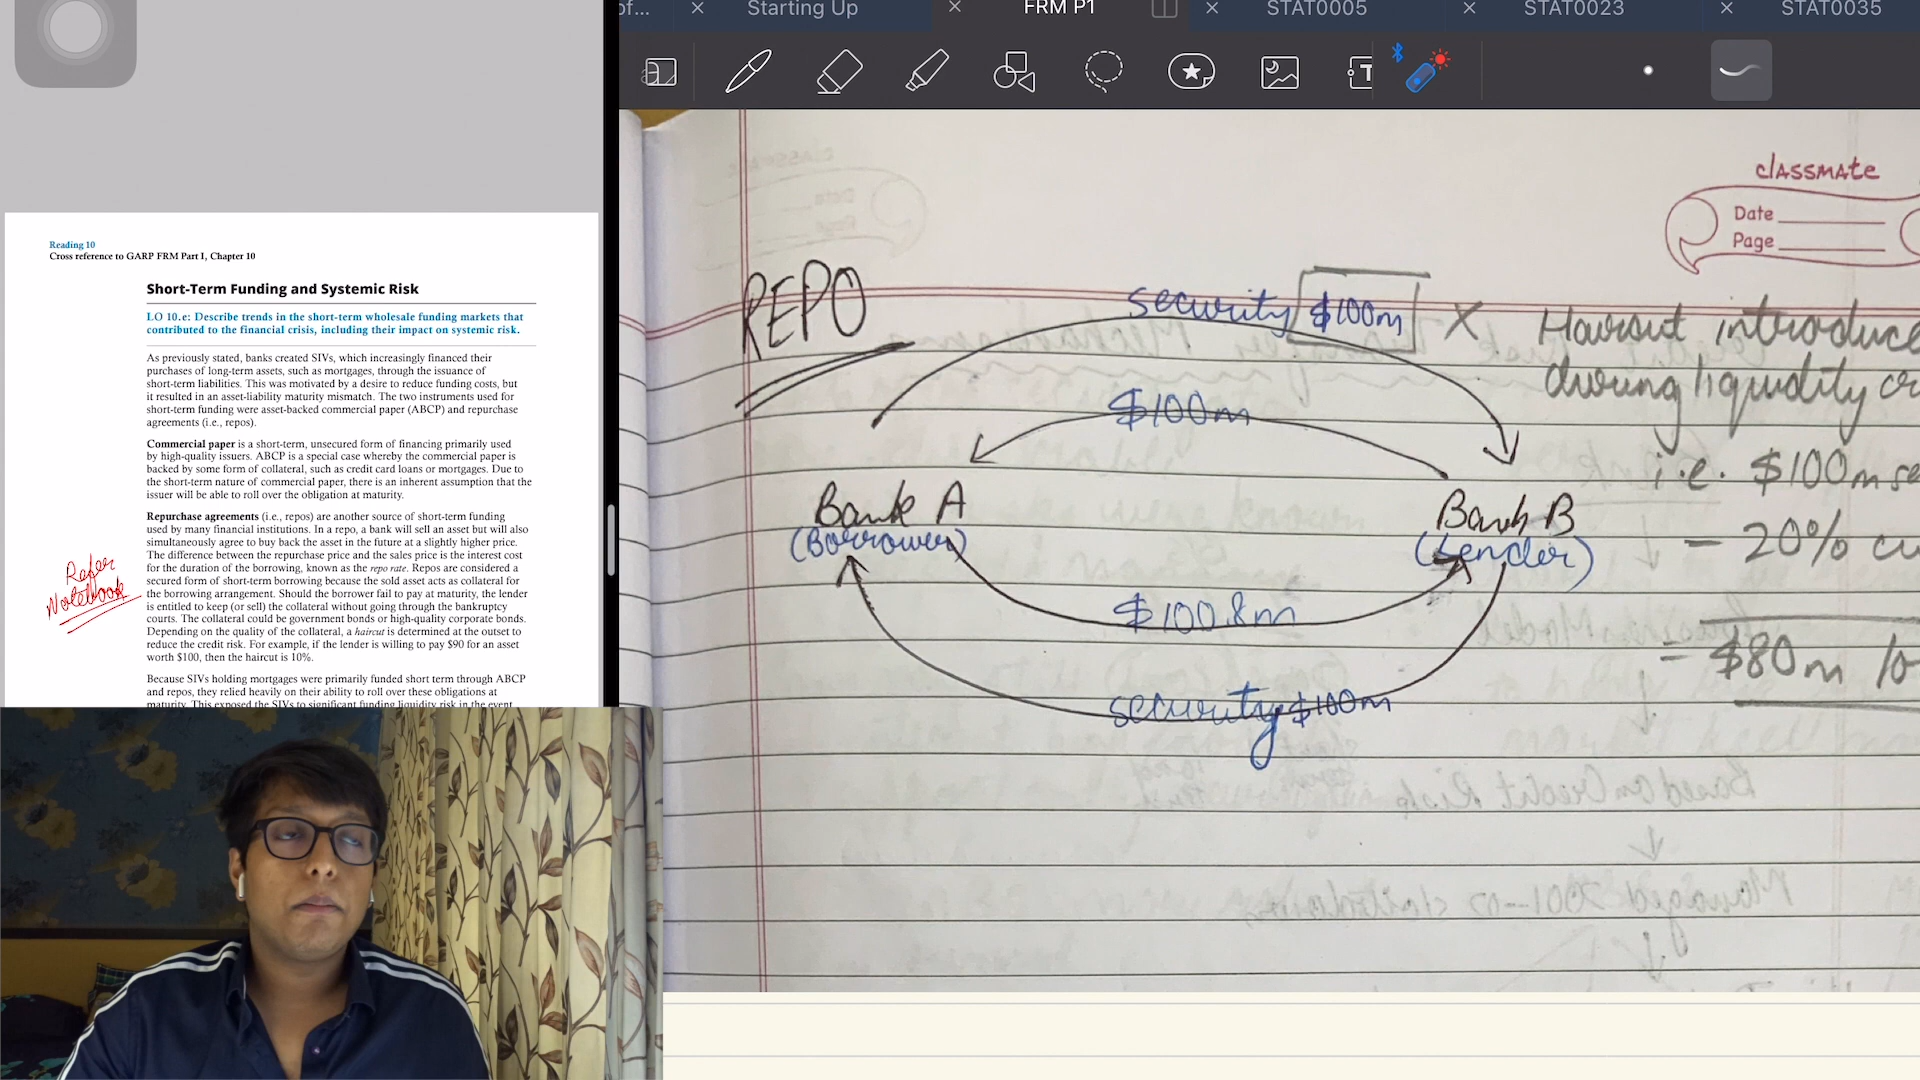 Starting Up
FRM P1
STAT0005
STAT0023
STAT0035
Reading 10
Cross reference to GARP FRM Part 1, Chapter 10
Short-Term Funding and Systemic Risk
LO 10.e: Describe trends in the short-term wholesale funding markets that
contributed to the financial crisis, including their impact on systemic risk.
As previously stated, banks created SIVs, which increasingly financed their
purchases of long-term assets, such as mortgages, through the issuance of
short-term liabilities. This was motivated by a desire to reduce funding costs, but
it resulted in an asset-liability maturity mismatch. The two instruments used for
short-term funding were asset-backed commercial paper (ABCP) and repurchase
agreements (i.e., repos).
Commercial paper is a short-term, unsecured form of financing primarily used
by high-quality issuers. ABCP is a special case whereby the commercial paper is
backed by some form of collateral, such as credit card loans or mortgages. Due to
the short-term nature of commercial paper, there is an inherent assumption that the
issuer will be able to roll over the obligation at maturity.
Repurchase agreements (i.e., repos) are another source of short-term funding
used by many financial institutions. In a repo, a bank will sell an asset but will also
simultaneously agree to buy back the asset in the future at a slightly higher price.
The difference between the repurchase price and the sales price is the interest cost
for the duration of the borrowing, known as the repo rate. Repos are considered a
secured form of short-term borrowing because the sold asset acts as collateral for
the borrowing arrangement. Should the borrower fail to pay at maturity, the lender
is entitled to keep (or sell) the collateral without going through the bankruptcy
courts. The collateral could be government bonds or high-quality corporate bonds.
Depending on the quality of the collateral, a haircut is determined at the outset to
reduce the credit risk. For example, if the lender is willing to pay $90 for an asset
worth $100, then the haircut is 10%.
Because SIVs holding mortgages were primarily funded short term through ABCP
and repos, they relied heavily on their ability to roll over these obligations at
maturity. This exposed the SIVs to significant funding liquidity risk in the event
Refer
Notebook
classmate
Date
Page
REPO
security $100m X Haircut introduce
during liquidity cr
$100m
i.e. $100m se
Bank A
(Borrower)
Bank B
(Lender)
- 20% cu
$100.8m
= $80m lo
security $100m